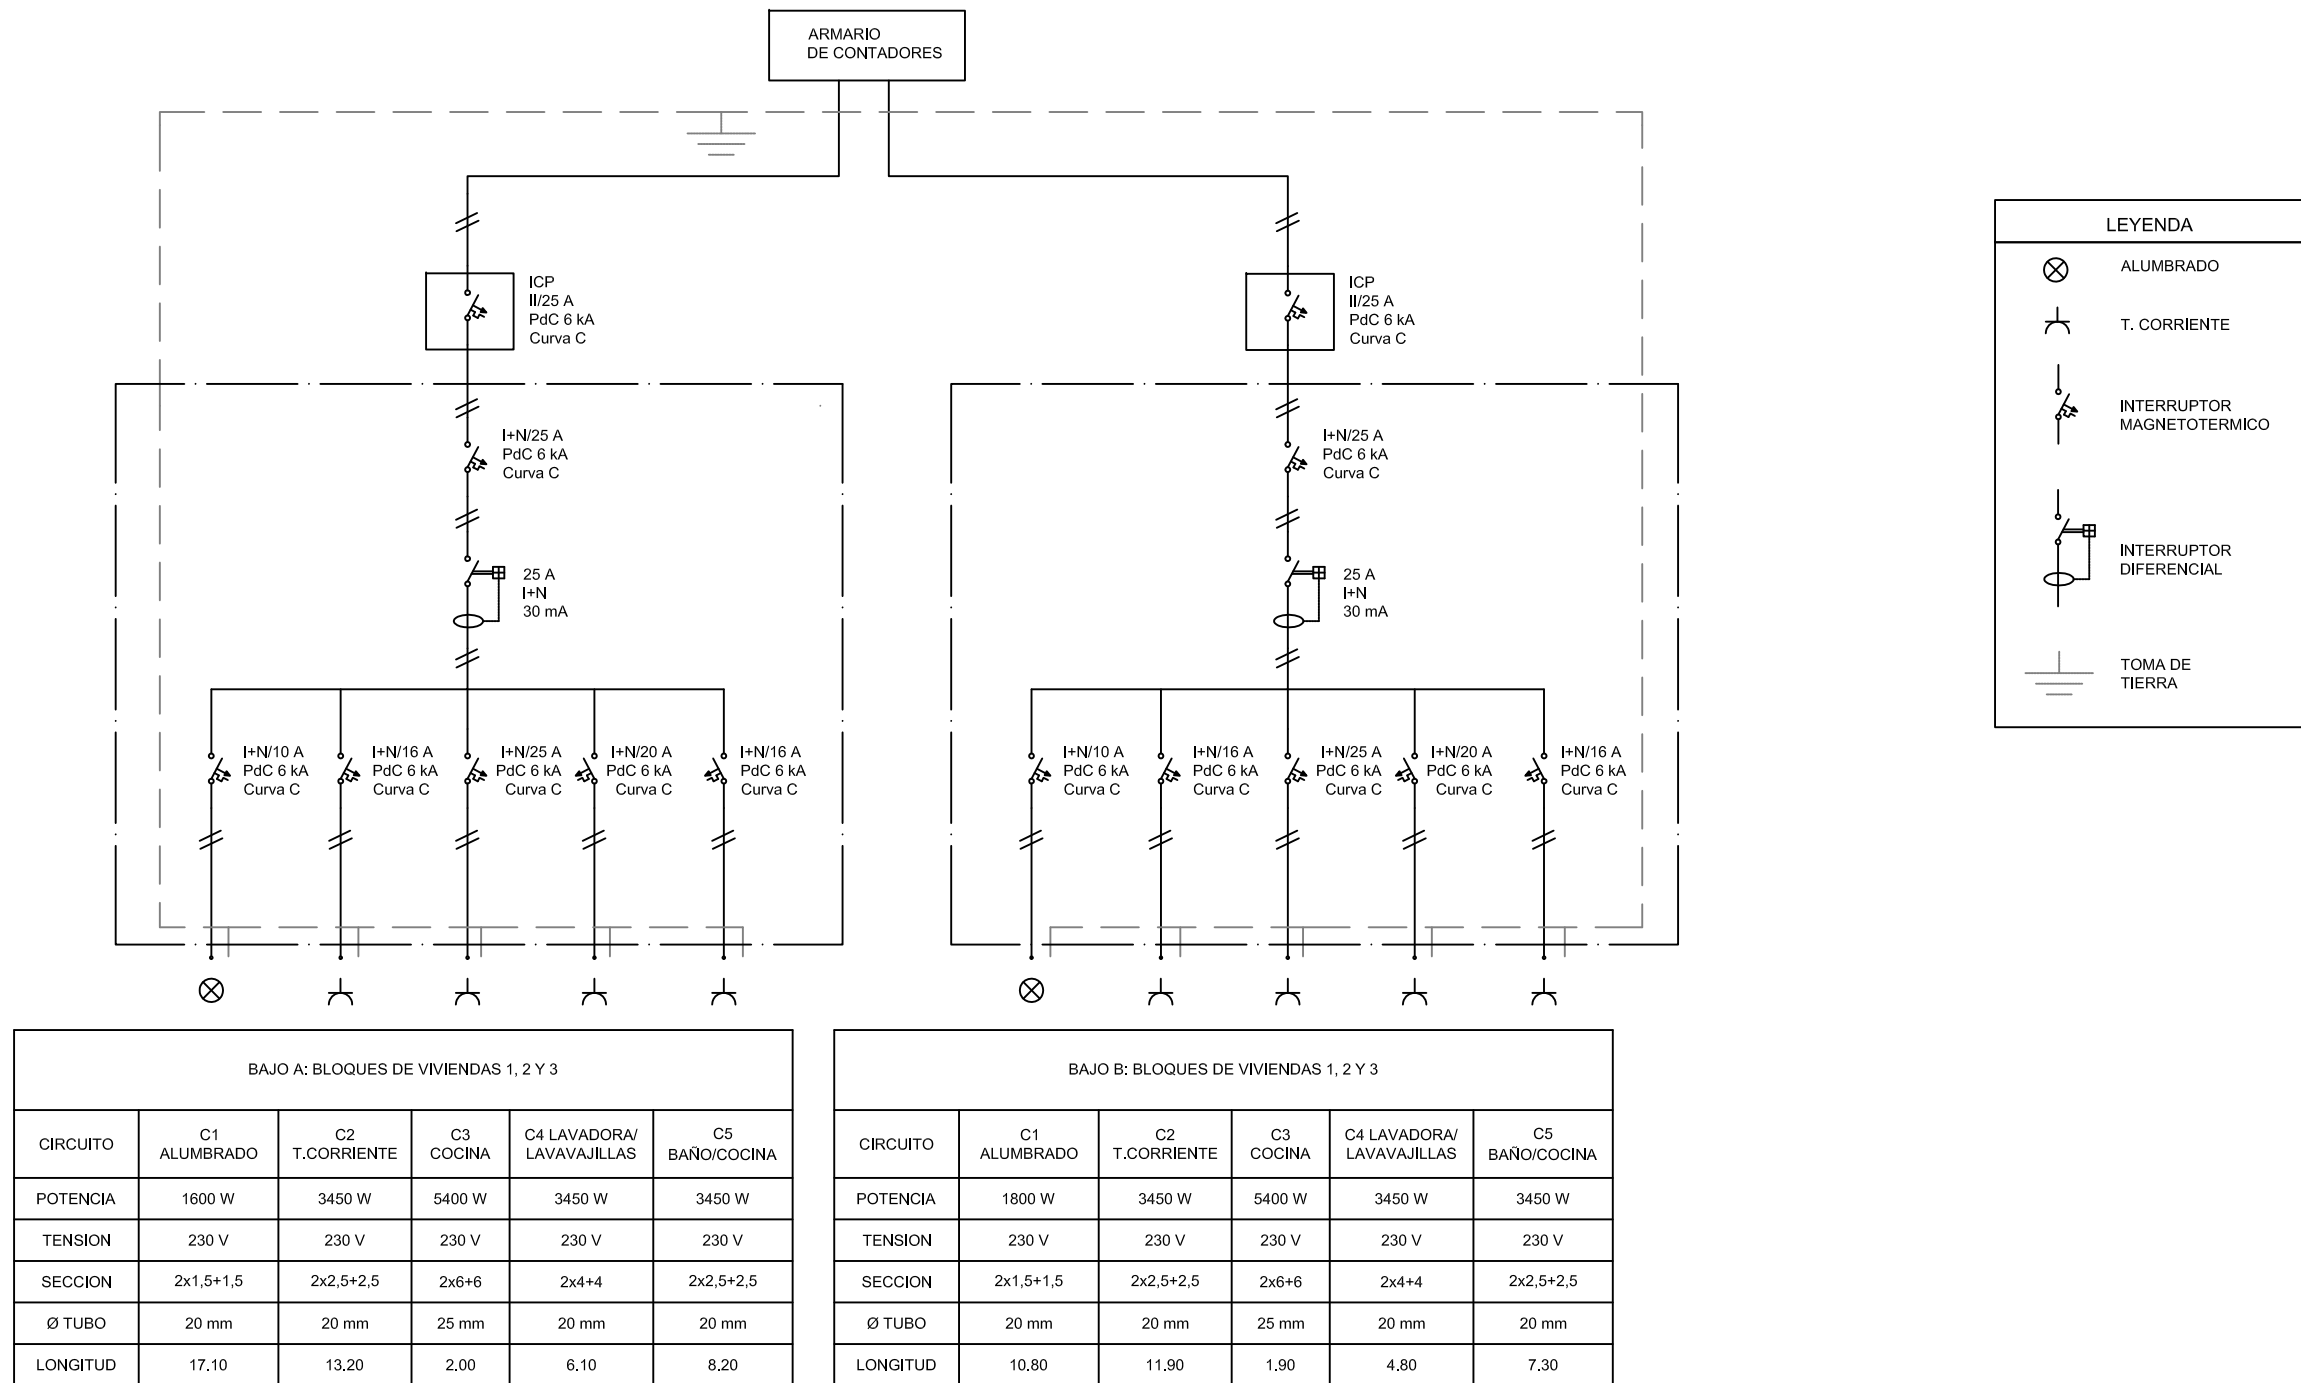 ARMARIO
DE CONTADORES
ICP
II/25 A
PdC 6 kA
Curva C
ICP
II/25 A
PdC 6 kA
Curva C
I+N/25 A
PdC 6 kA
Curva C
I+N/25 A
PdC 6 kA
Curva C
25 A
I+N
30 mA
25 A
I+N
30 mA
I+N/10 A
PdC 6 kA
Curva C
I+N/16 A
PdC 6 kA
Curva C
I+N/25 A
PdC 6 kA
Curva C
I+N/20 A
PdC 6 kA
Curva C
I+N/16 A
PdC 6 kA
Curva C
I+N/10 A
PdC 6 kA
Curva C
I+N/16 A
PdC 6 kA
Curva C
I+N/25 A
PdC 6 kA
Curva C
I+N/20 A
PdC 6 kA
Curva C
I+N/16 A
PdC 6 kA
Curva C
LEYENDA
ALUMBRADO
T. CORRIENTE
INTERRUPTOR
MAGNETOTERMICO
INTERRUPTOR
DIFERENCIAL
TOMA DE
TIERRA
BAJO A: BLOQUES DE VIVIENDAS 1, 2 Y 3
CIRCUITO
C1
ALUMBRADO
C2
T.CORRIENTE
C3
COCINA
C4 LAVADORA/
LAVAVAJILLAS
C5
BAÑO/COCINA
POTENCIA 1600 W 3450 W 5400 W 3450 W 3450 W
TENSION 230 V 230 V 230 V 230 V 230 V
SECCION 2x1,5+1,5 2x2,5+2,5 2x6+6 2x4+4 2x2,5+2,5
Ø TUBO 20 mm 20 mm 25 mm 20 mm 20 mm
LONGITUD 17.10 13.20 2.00 6.10 8.20
BAJO B: BLOQUES DE VIVIENDAS 1, 2 Y 3
CIRCUITO
C1
ALUMBRADO
C2
T.CORRIENTE
C3
COCINA
C4 LAVADORA/
LAVAVAJILLAS
C5
BAÑO/COCINA
POTENCIA 1800 W 3450 W 5400 W 3450 W 3450 W
TENSION 230 V 230 V 230 V 230 V 230 V
SECCION 2x1,5+1,5 2x2,5+2,5 2x6+6 2x4+4 2x2,5+2,5
Ø TUBO 20 mm 20 mm 25 mm 20 mm 20 mm
LONGITUD 10.80 11.90 1.90 4.80 7.30